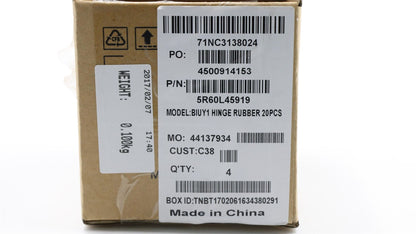 71NC3138024
PO:
4500914153
P/N:
5R60L45919
MODEL:BIUY1 HINGE RUBBER 20PCS
MO: 44137934
CUST:C38
Q'TY:
4
BOX ID:TNBT1702061634380291
Made in China
2017/02/07 17:40
WEIGHT: 0.100kg